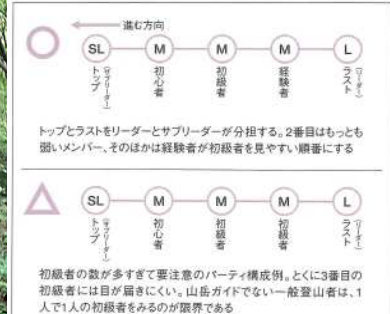 進む方向
SL M M M L
トップ（サブリーダー） 初心者 初級者 経験者 ラスト（リーダー）
トップとラストをリーダーとサブリーダーが分担する。2番目はもっとも
弱いメンバー、そのほかは経験者が初級者を見やすい順番にする
SL M M M L
トップ（サブリーダー） 初心者 初級者 初級者 ラスト（リーダー）
初級者の数が多すぎて要注意のパーティ構成例。とくに3番目の
初級者には目が届きにくい。山岳ガイドでない一般登山者は、1
人で1人の初級者をみるのが限界である